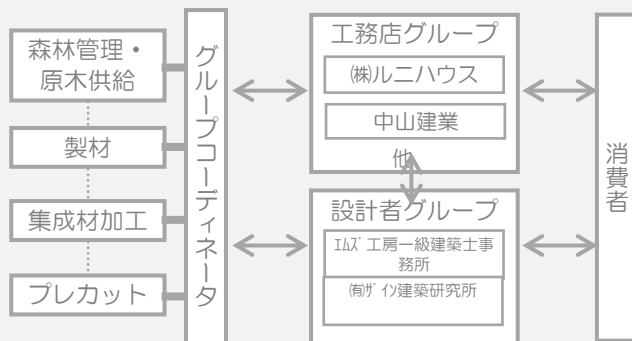 森林管理・
原木供給
製材
集成材加工
プレカット
グループコーディネータ
工務店グループ
㈱ルニハウス
中山建業
他
設計者グループ
ｴﾑｽﾞ工房一級建築士事
務所
㈲ｻﾞｲﾝ建築研究所
消費者